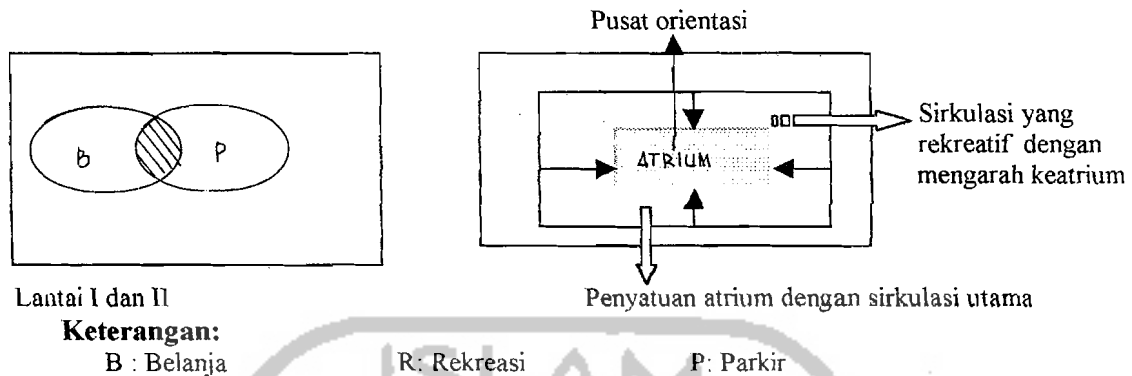 Pusat orientasi
B
P
ATRIUM
Sirkulasi yang
rekreatif dengan
mengarah keatrium
Lantai I dan II
Penyatuan atrium dengan sirkulasi utama
Keterangan:
B : Belanja R: Rekreasi P: Parkir
ISLAM